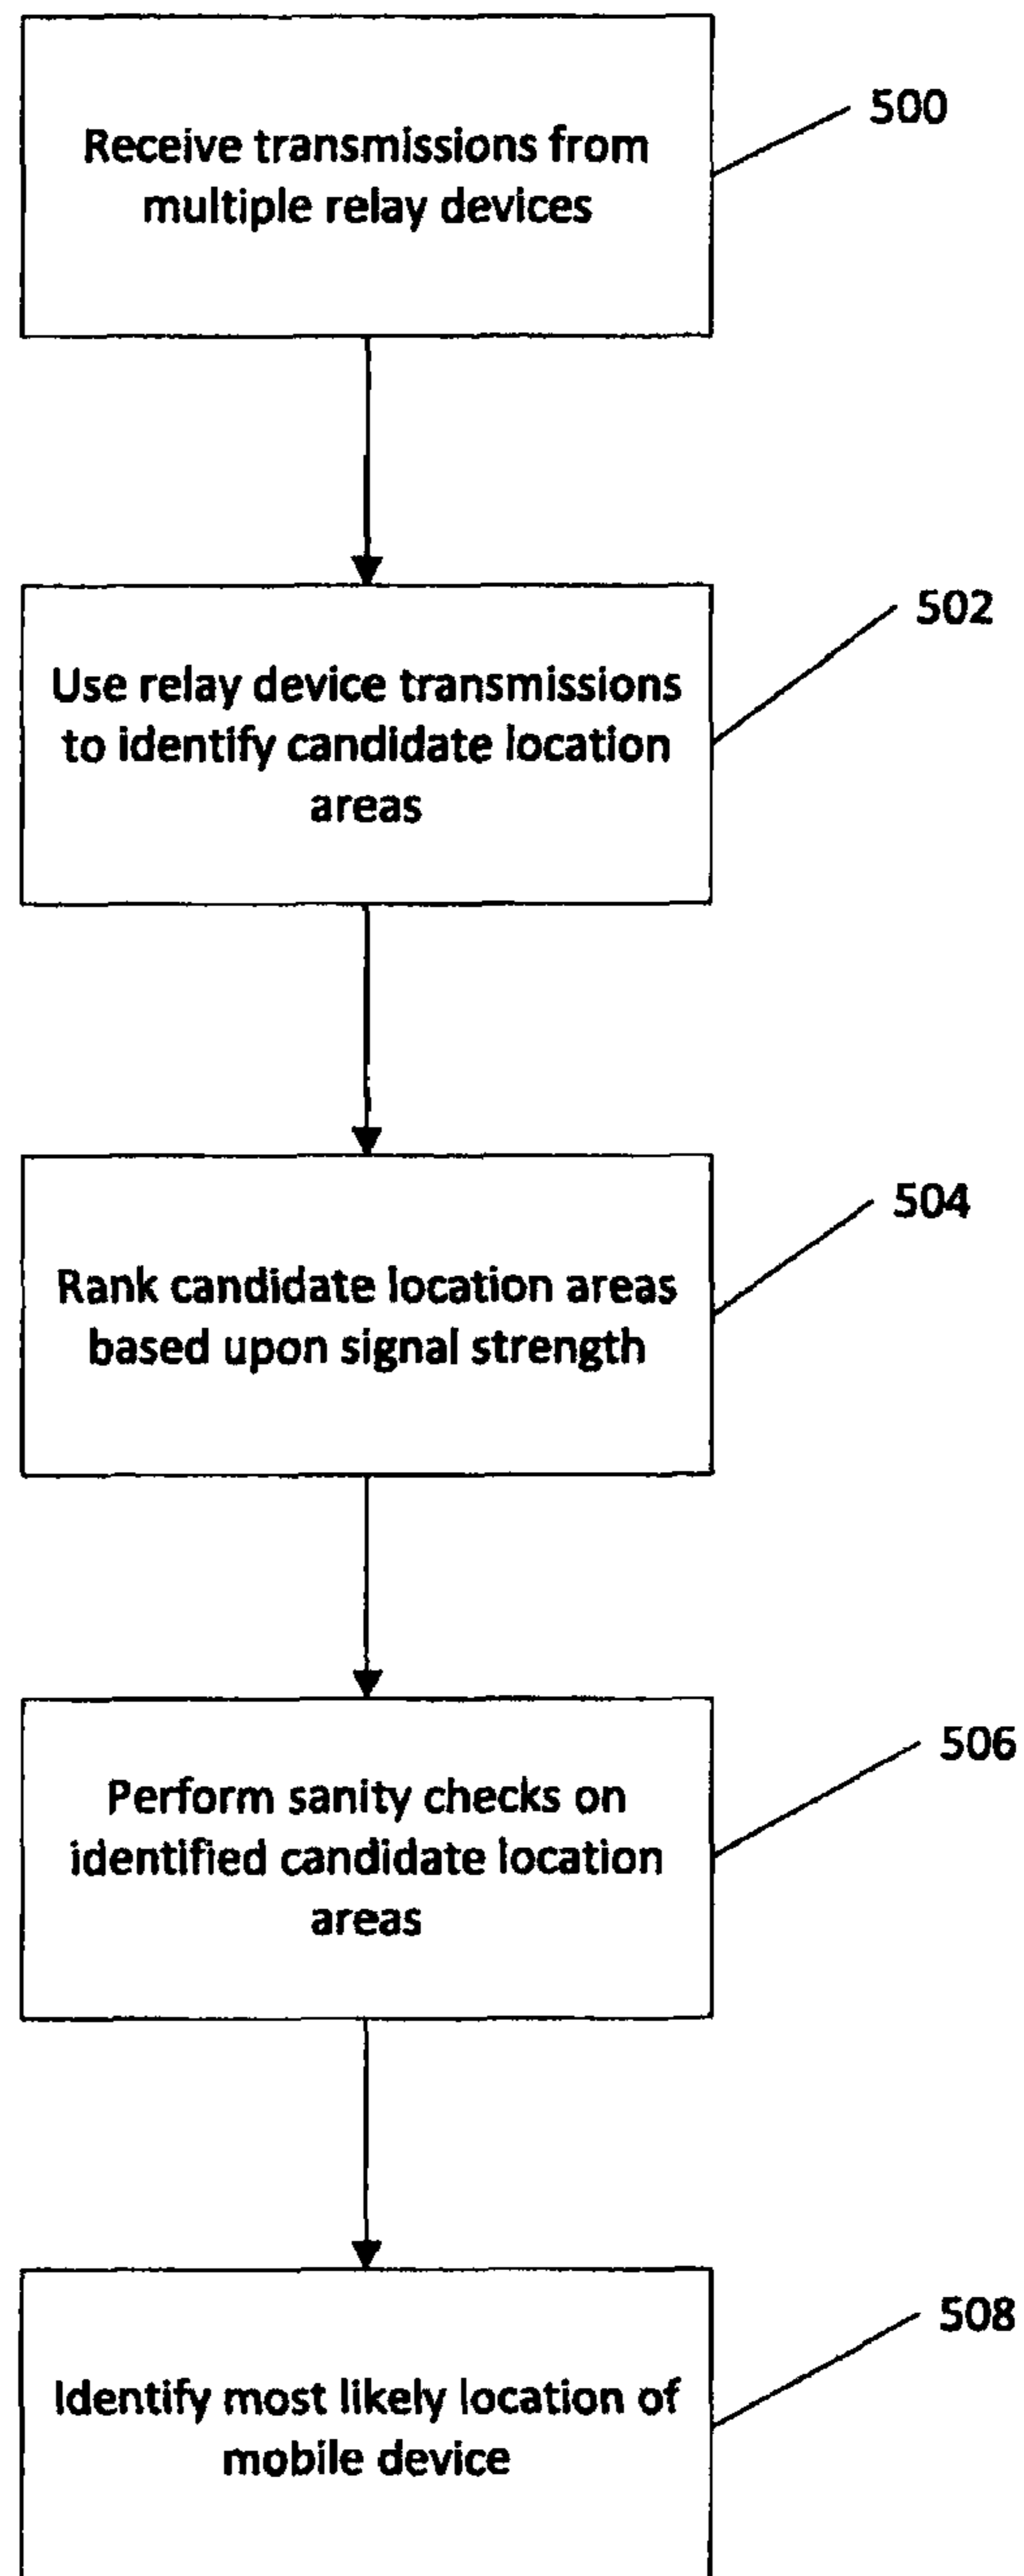 Receive transmissions from
multiple relay devices
500
Use relay device transmissions
to identify candidate location
areas
502
Rank candidate location areas
based upon signal strength
504
Perform sanity checks on
identified candidate location
areas
506
Identify most likely location of
mobile device
508